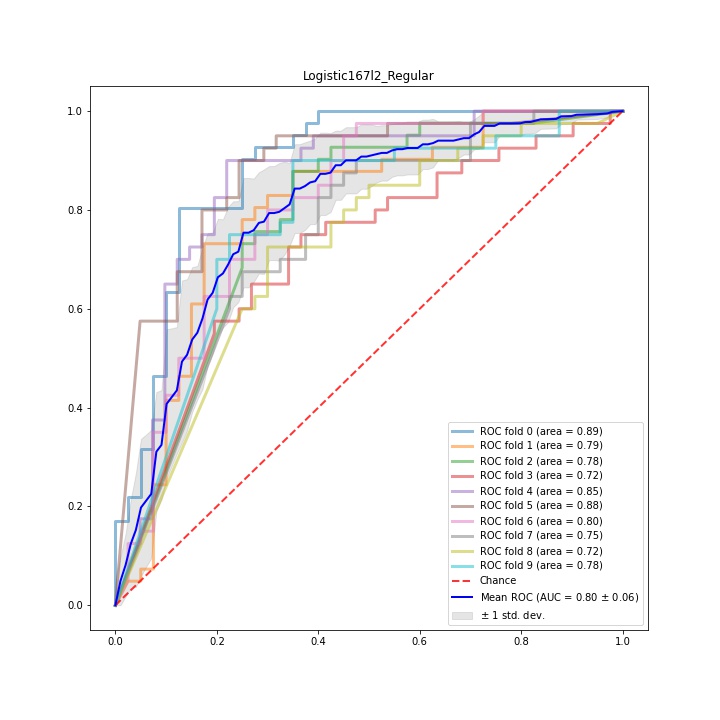 Logistic167l2_Regular
1.0
0.8
0.6
0.4
0.2
0.0
0.0 0.2 0.4 0.6 0.8 1.0
ROC fold 0 (area = 0.89)
ROC fold 1 (area = 0.79)
ROC fold 2 (area = 0.78)
ROC fold 3 (area = 0.72)
ROC fold 4 (area = 0.85)
ROC fold 5 (area = 0.88)
ROC fold 6 (area = 0.80)
ROC fold 7 (area = 0.75)
ROC fold 8 (area = 0.72)
ROC fold 9 (area = 0.78)
Chance
Mean ROC (AUC = 0.80 ± 0.06)
± 1 std. dev.